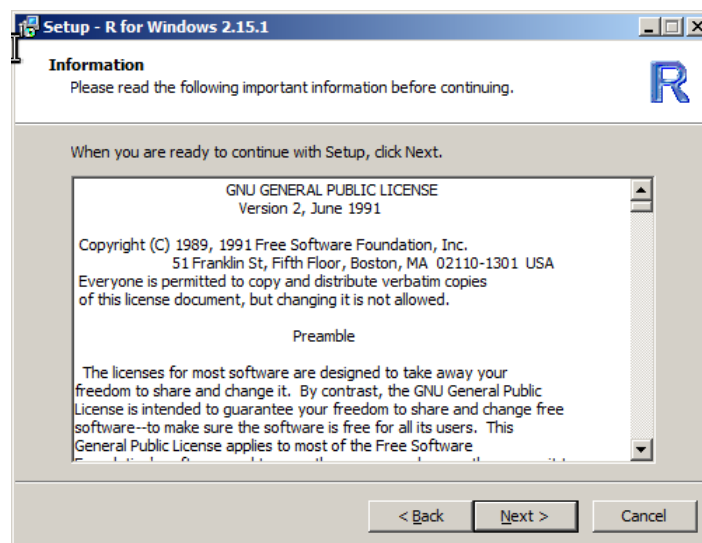 Setup - R for Windows 2.15.1
Information
Please read the following important information before continuing.
R
When you are ready to continue with Setup, click Next.
GNU GENERAL PUBLIC LICENSE
Version 2, June 1991
Copyright (C) 1989, 1991 Free Software Foundation, Inc.
51 Franklin St, Fifth Floor, Boston, MA 02110-1301 USA
Everyone is permitted to copy and distribute verbatim copies
of this license document, but changing it is not allowed.
Preamble
The licenses for most software are designed to take away your
freedom to share and change it. By contrast, the GNU General Public
License is intended to guarantee your freedom to share and change free
software--to make sure the software is free for all its users. This
General Public License applies to most of the Free Software
< Back
Next >
Cancel